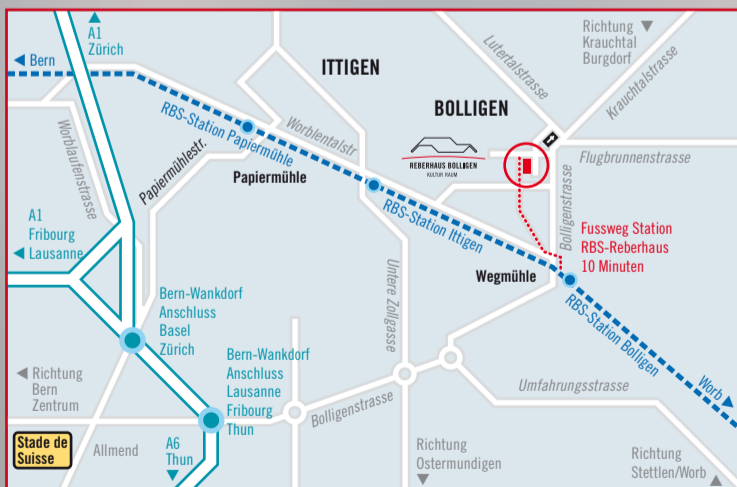 A1
Zürich
Bern
ITTIGEN
Richtung
Krauchtal
Burgdorf
Lutertalstrasse
Krauchtalstrasse
BOLLIGEN
RBS-Station Papiermühle
Worblentalstr.
Worblaufenstrasse
Papiermühlestr.
Papiermühle
REBERHAUS BOLLIGEN
KULTUR RAUM
Flugbrunnenstrasse
Bolligenstrasse
A1
Fribourg
Lausanne
RBS-Station Ittigen
Fussweg Station
RBS-Reberhaus
10 Minuten
Wegmühle
Untere Zollgasse
RBS-Station Bolligen
Bern-Wankdorf
Anschluss
Basel
Zürich
Bern-Wankdorf
Anschluss
Lausanne
Fribourg
Thun
Richtung
Bern
Zentrum
Bolligenstrasse
Umfahrungsstrasse
Worb
Stade de
Suisse
Allmend
A6
Thun
Richtung
Ostermundigen
Richtung
Stettlen/Worb